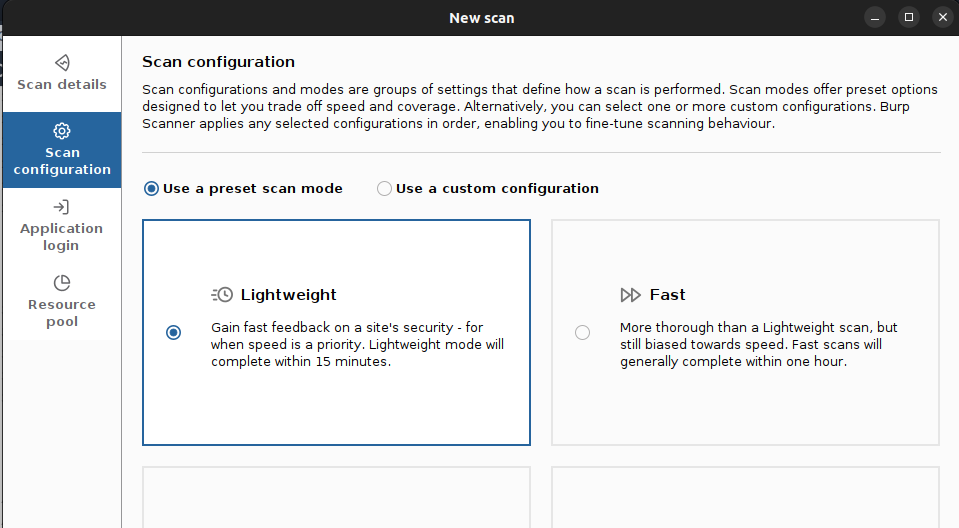 New scan
Scan details
Scan
configuration
Application
login
Resource
pool
Scan configuration
Scan configurations and modes are groups of settings that define how a scan is performed. Scan modes offer preset options
designed to let you trade off speed and coverage. Alternatively, you can select one or more custom configurations. Burp
Scanner applies any selected configurations in order, enabling you to fine-tune scanning behaviour.
Use a preset scan mode
Use a custom configuration
Lightweight
Gain fast feedback on a site's security - for
when speed is a priority. Lightweight mode will
complete within 15 minutes.
Fast
More thorough than a Lightweight scan, but
still biased towards speed. Fast scans will
generally complete within one hour.